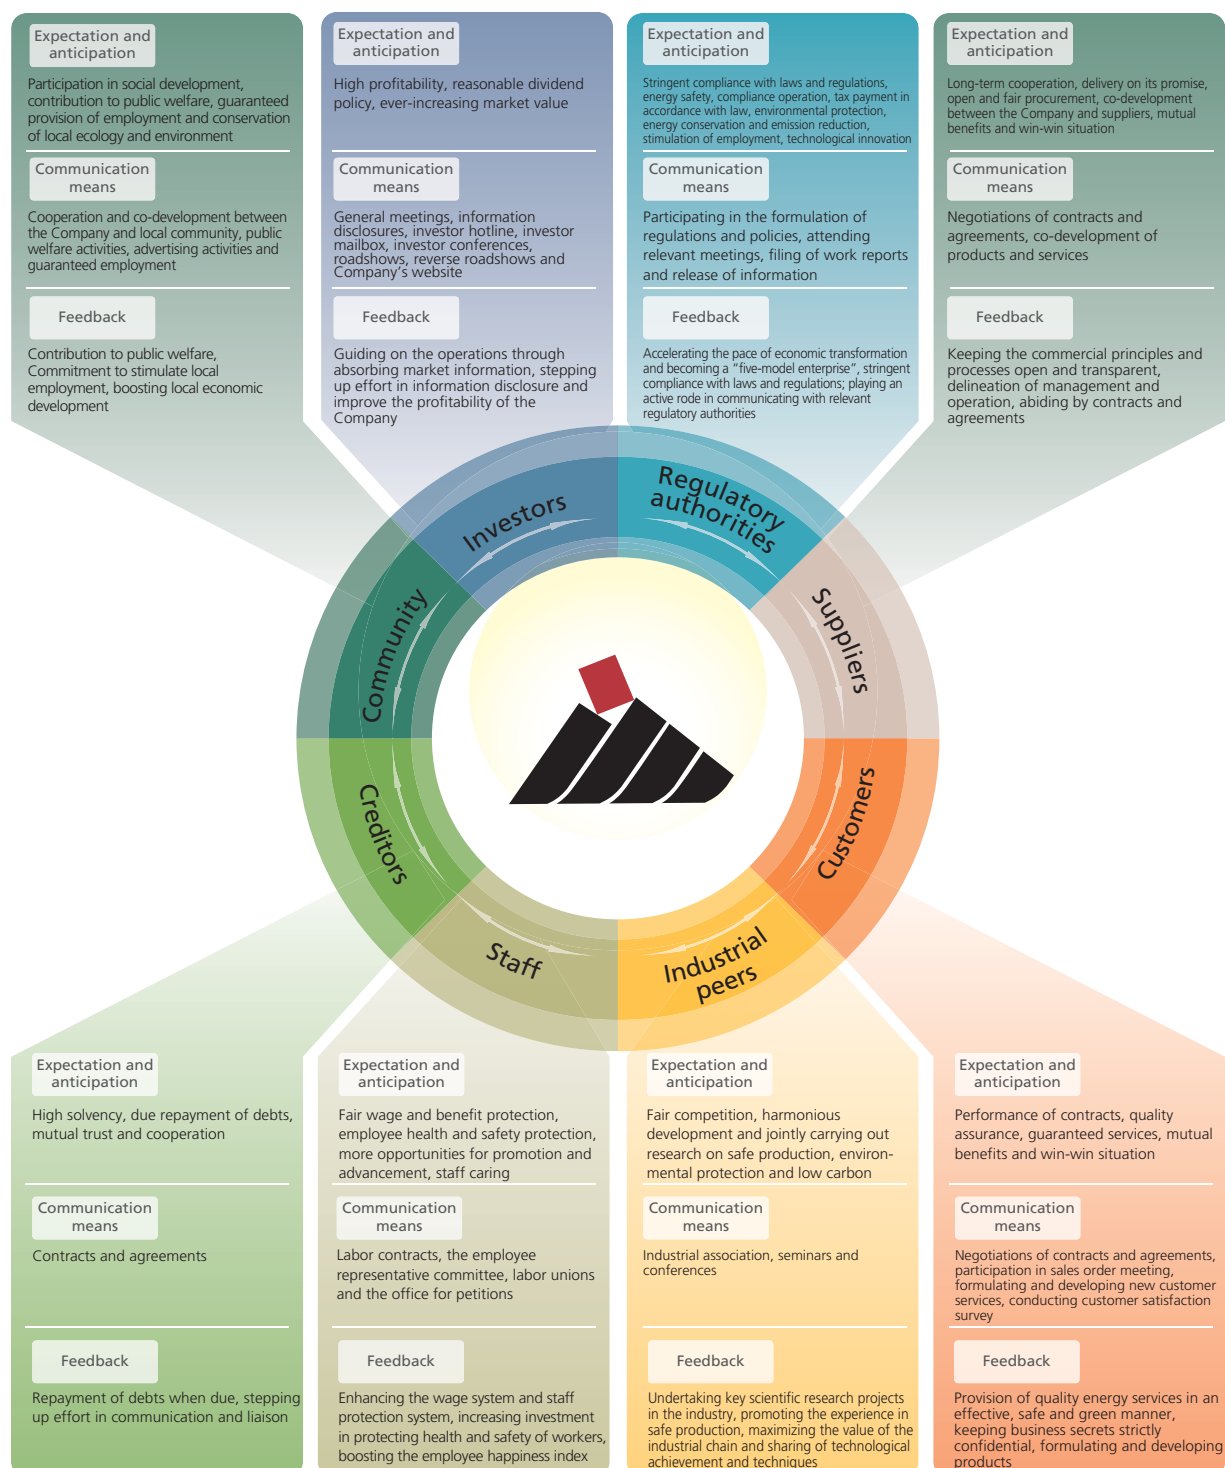 Expectation and
anticipation
Participation in social development,
contribution to public welfare, guaranteed
provision of employment and conservation
of local ecology and environment
Communication
means
Cooperation and co-development between
the Company and local community, public
welfare activities, advertising activities and
guaranteed employment
Feedback
Contribution to public welfare,
Commitment to stimulate local
employment, boosting local economic
development
Expectation and
anticipation
High profitability, reasonable dividend
policy, ever-increasing market value
Communication
means
General meetings, information
disclosures, investor hotline, investor
mailbox, investor conferences,
roadshows, reverse roadshows and
Company's website
Feedback
Guiding on the operations through
absorbing market information, stepping
up effort in information disclosure and
improve the profitability of the
Company
Expectation and
anticipation
Stringent compliance with laws and regulations,
energy safety, compliance operation, tax payment in
accordance with law, environmental protection,
energy conservation and emission reduction,
stimulation of employment, technological innovation
Communication
means
Participating in the formulation of
regulations and policies, attending
relevant meetings, filing of work reports
and release of information
Feedback
Accelerating the pace of economic transformation
and becoming a "five-model enterprise", stringent
compliance with laws and regulations; playing an
active rode in communicating with relevant
regulatory authorities
Expectation and
anticipation
Long-term cooperation, delivery on its promise,
open and fair procurement, co-development
between the Company and suppliers, mutual
benefits and win-win situation
Communication
means
Negotiations of contracts and
agreements, co-development of
products and services
Feedback
Keeping the commercial principles and
processes open and transparent,
delineation of management and
operation, abiding by contracts and
agreements
Investors
Regulatory
authorities
Community
Suppliers
Creditors
Customers
Staff
Industrial
peers
Expectation and
anticipation
High solvency, due repayment of debts,
mutual trust and cooperation
Communication
means
Contracts and agreements
Feedback
Repayment of debts when due, stepping
up effort in communication and liaison
Expectation and
anticipation
Fair wage and benefit protection,
employee health and safety protection,
more opportunities for promotion and
advancement, staff caring
Communication
means
Labor contracts, the employee
representative committee, labor unions
and the office for petitions
Feedback
Enhancing the wage system and staff
protection system, increasing investment
in protecting health and safety of workers,
boosting the employee happiness index
Expectation and
anticipation
Fair competition, harmonious
development and jointly carrying out
research on safe production, environ-
mental protection and low carbon
Communication
means
Industrial association, seminars and
conferences
Feedback
Undertaking key scientific research projects
in the industry, promoting the experience in
safe production, maximizing the value of the
industrial chain and sharing of technological
achievement and techniques
Expectation and
anticipation
Performance of contracts, quality
assurance, guaranteed services, mutual
benefits and win-win situation
Communication
means
Negotiations of contracts and agreements,
participation in sales order meeting,
formulating and developing new customer
services, conducting customer satisfaction
survey
Feedback
Provision of quality energy services in an
effective, safe and green manner,
keeping business secrets strictly
confidential, formulating and developing
products